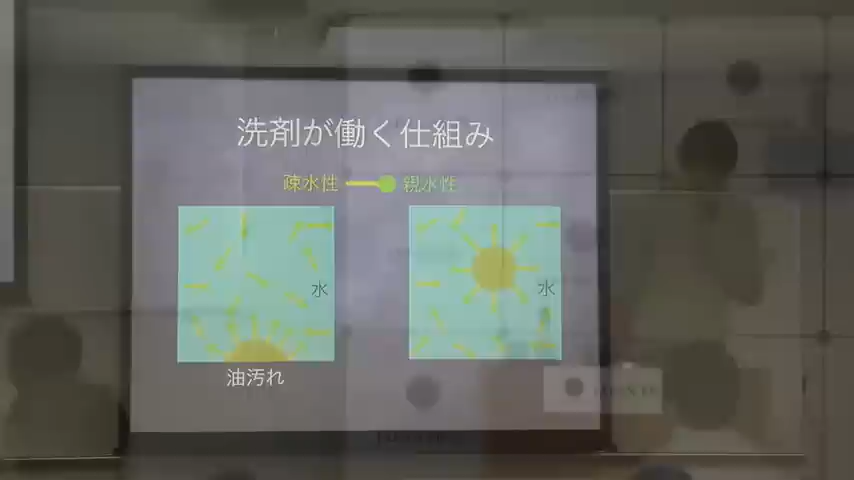 洗剤が働く仕組み
疎水性 親水性
水 水
油汚れ